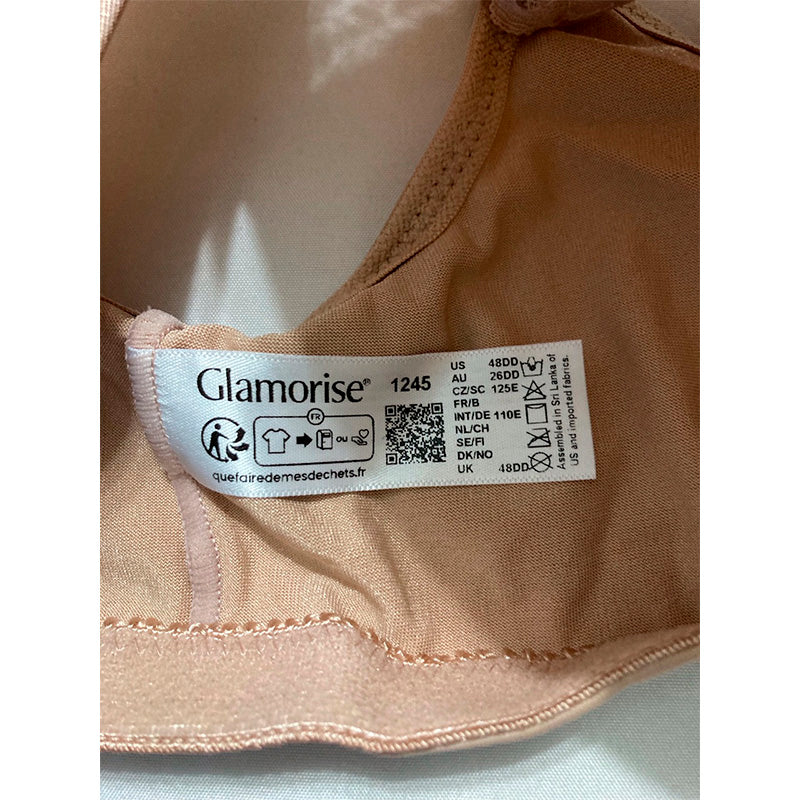 Glamorise® 1245
FR
OU
quefairedemesdechets.fr
US 48DD
AU 26DD
CZ/SC 125E
FR/B
INT/DE 110E
NL/CH
SE/FI
DK/NO
UK 48DD
Assembled in Sri Lanka of
US and imported fabrics.